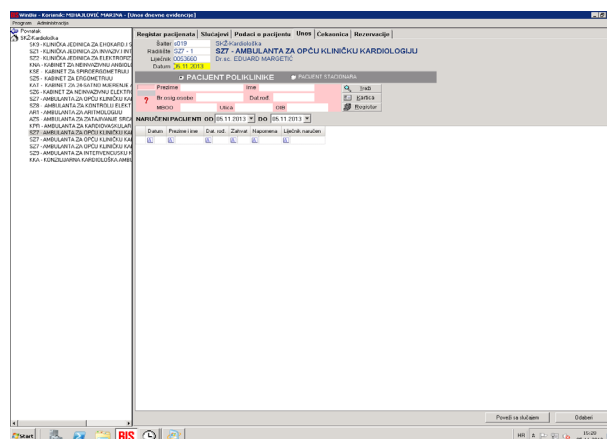 WinBis - Korisnik: MIHAJLOVIĆ MARINA - [Unos dnevne evidencije]
Program Administracija
Povratak
SKŽ-Kardiološka
SK9 - KLINIČKA JEDINICA ZA EHOKARD.I S
SZ1 - KLINIČKA JEDINICA ZA INVAZIV.I INT
SZ2 - KLINIČKA JEDINICA ZA ELEKTROFIZ
KNA - KABINET ZA NEINVAZIVNU ANGIOL
KSE - KABINET ZA SPIROERGOMETRIJU
SZ5 - KABINET ZA ERGOMETRIJU
KAT - KABINET ZA 24-SATNO MJERENJE
SZ6 - KABINET ZA NEINVAZIVNU ELEKTR
SZ7 - AMBULANTA ZA OPĆU KLINIČKU KA
SZ8 - AMBULANTA ZA KONTROLU ELEKT
AR1 - AMBULANTA ZA ARITMOLOGIJU
AZS - AMBULANTA ZA ZATAJIVANJE SRCA
KPR - AMBULANTA ZA KARDIOVASKULAR
SZ7 - AMBULANTA ZA OPĆU KLINIČKU KA
SZ7 - AMBULANTA ZA OPĆU KLINIČKU KA
SZ7 - AMBULANTA ZA OPĆU KLINIČKU KA
SZ9 - AMBULANTA ZA INTERVENCIJSKU K
KKA - KONZILIJARNA KARDIOLOŠKA AMB
Registar pacijenata Slučajevi Podaci o pacijentu Unos Čekaonica Rezervacije
Šalter s019 SKŽ-Kardiološka
Radilište SZ7 - 1 SZ7 - AMBULANTA ZA OPĆU KLINIČKU KARDIOLOGIJU
Liječnik 0053660 Dr.sc. EDUARD MARGETIĆ
Datum 05.11.2013
PACIJENT POLIKLINIKE PACIJENT STACIONARA
Prezime Ime Traži
? Br.osig.osobe Dat.rođ. Kartica
MBOO Ulica OIB Registar
NARUČENI PACIJENTI OD 05.11.2013 DO 05.11.2013
Datum Prezime i ime Dat. rođ. Zahvat Napomena Liječnik naručen
Poveži sa slučajem Odaberi
Start BIS HR 15:29